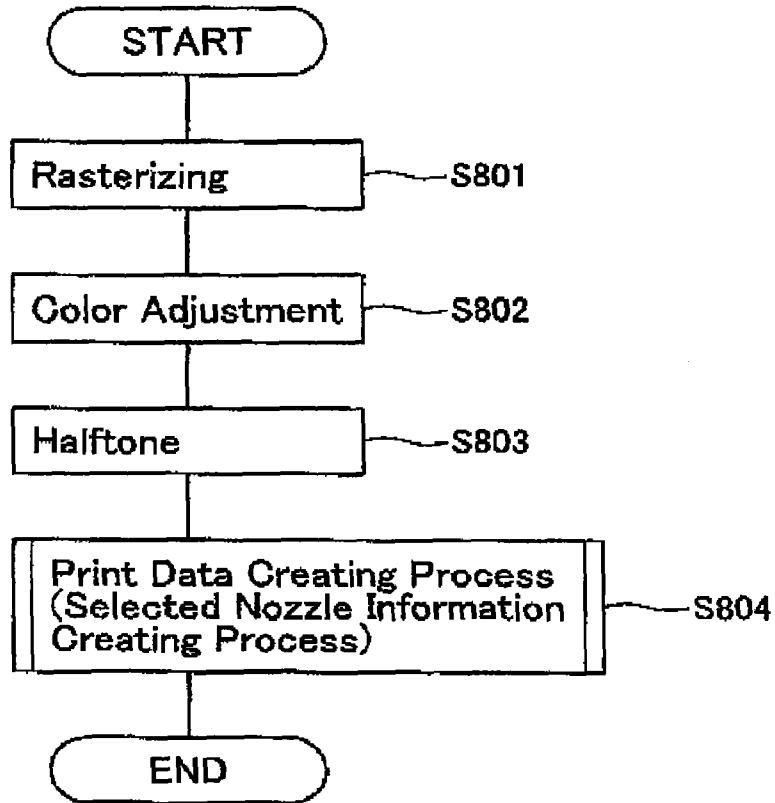 START
Rasterizing
S801
Color Adjustment
S802
Halftone
S803
Print Data Creating Process
(Selected Nozzle Information
Creating Process)
S804
END